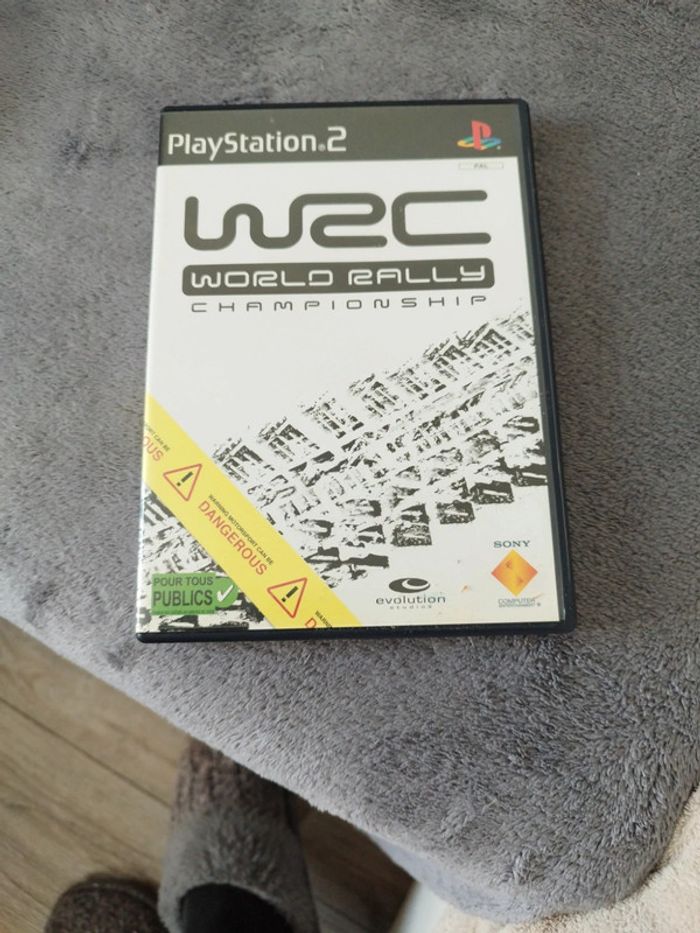 PlayStation.2
PAL
WRC
WORLD RALLY
CHAMPIONSHIP
OUS
WARNING MOTORSPORT CAN BE
DANGEROUS
POUR TOUS
PUBLICS
evolution
studios
SONY
COMPUTER
ENTERTAINMENT